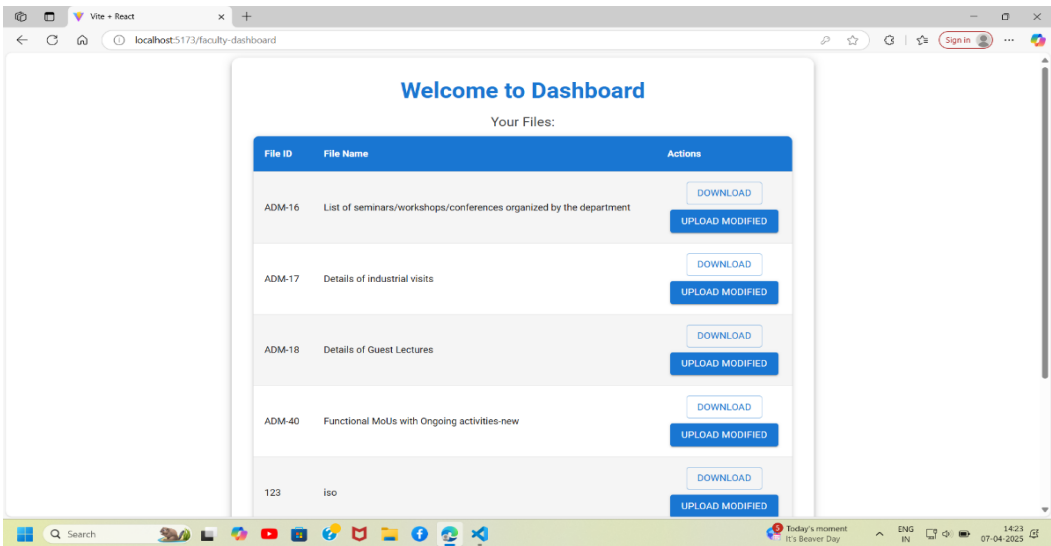 Vite + React
localhost:5173/faculty-dashboard
Sign in
Welcome to Dashboard
Your Files:
File ID File Name Actions
ADM-16 List of seminars/workshops/conferences organized by the department DOWNLOAD
UPLOAD MODIFIED
ADM-17 Details of industrial visits DOWNLOAD
UPLOAD MODIFIED
ADM-18 Details of Guest Lectures DOWNLOAD
UPLOAD MODIFIED
ADM-40 Functional MoUs with Ongoing activities-new DOWNLOAD
UPLOAD MODIFIED
123 iso DOWNLOAD
UPLOAD MODIFIED
Search
5
Today's moment
It's Beaver Day
ENG
IN
14:23
07-04-2025